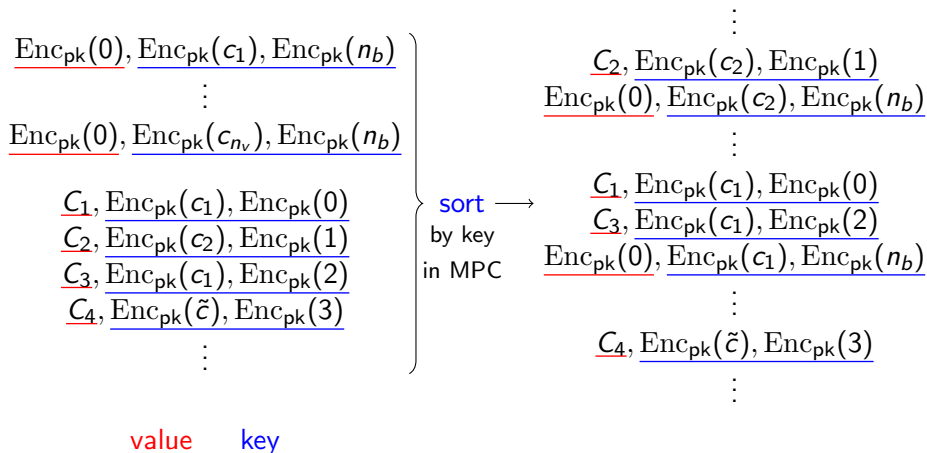 Enc_pk(0), Enc_pk(c_1), Enc_pk(n_b)
⋮
Enc_pk(0), Enc_pk(c_{n_v}), Enc_pk(n_b)
C_1, Enc_pk(c_1), Enc_pk(0)
C_2, Enc_pk(c_2), Enc_pk(1)
C_3, Enc_pk(c_1), Enc_pk(2)
C_4, Enc_pk(c̃), Enc_pk(3)
⋮
sort
by key
in MPC
⋮
C_2, Enc_pk(c_2), Enc_pk(1)
Enc_pk(0), Enc_pk(c_2), Enc_pk(n_b)
⋮
C_1, Enc_pk(c_1), Enc_pk(0)
C_3, Enc_pk(c_1), Enc_pk(2)
Enc_pk(0), Enc_pk(c_1), Enc_pk(n_b)
⋮
C_4, Enc_pk(c̃), Enc_pk(3)
⋮
value key